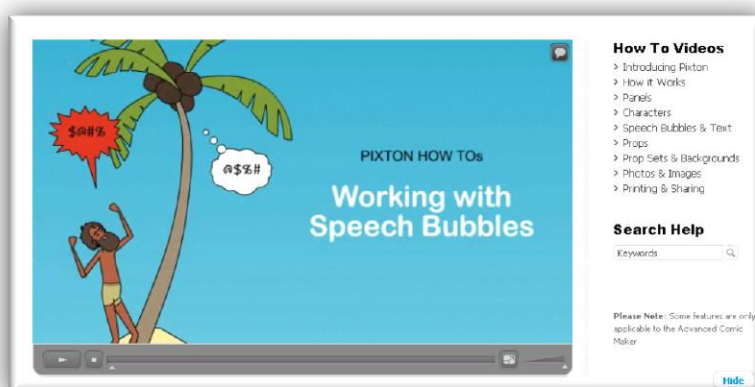 $@#%
@$%#
PIXTON HOW TOs
Working with
Speech Bubbles
How To Videos
> Introducing Pixton
> How it Works
> Panels
> Characters
> Speech Bubbles & Text
> Props
> Prop Sets & Backgrounds
> Photos & Images
> Printing & Sharing
Search Help
Keywords
Please Note: Some features are only
applicable to the Advanced Comic
Maker
Hide